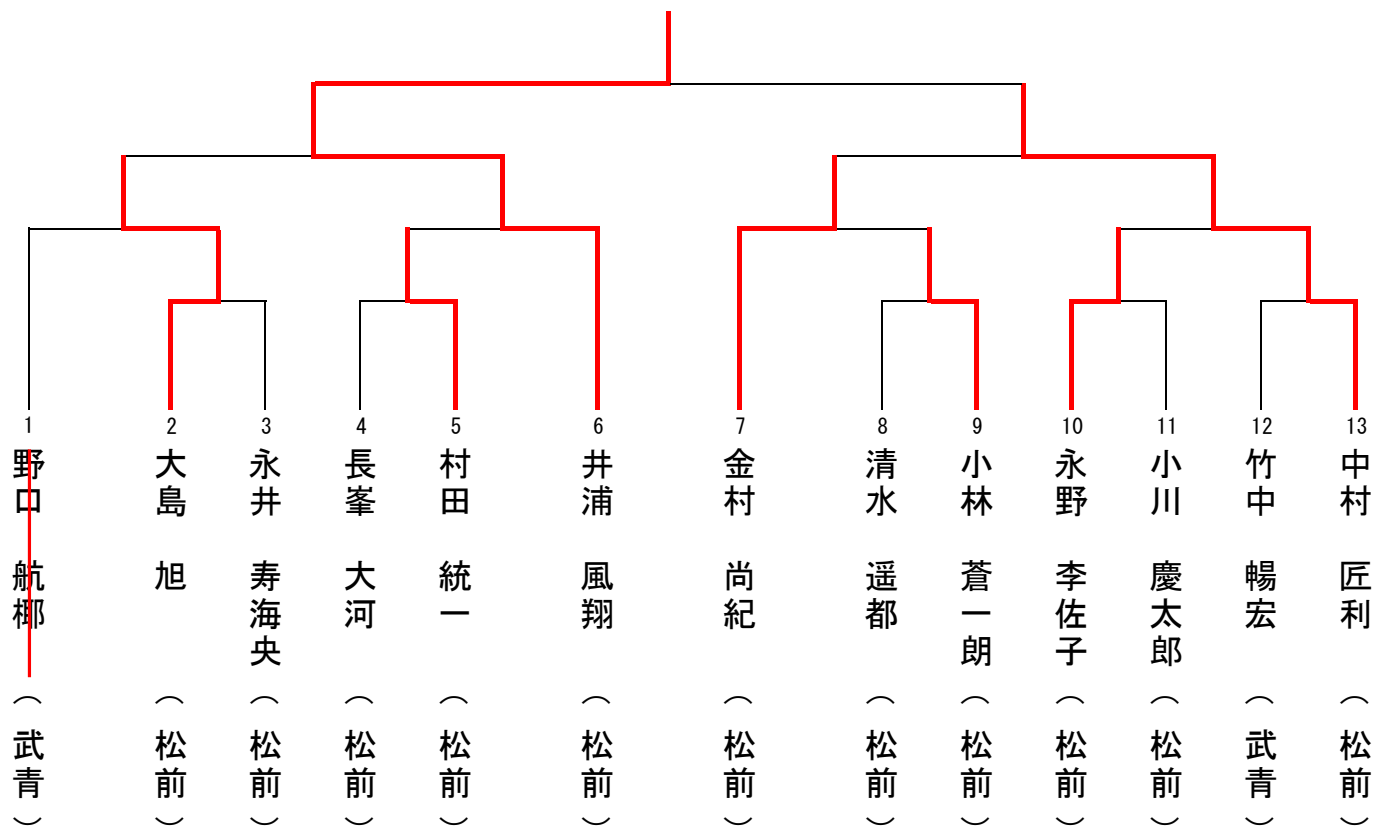 1
野口 航椰 （武青）
2
大島 旭 （松前）
3
永井 寿海央 （松前）
4
長峯 大河 （松前）
5
村田 統一 （松前）
6
井浦 風翔 （松前）
7
金村 尚紀 （松前）
8
清水 遥都 （松前）
9
小林 蒼一朗 （松前）
10
永野 李佐子 （松前）
11
小川 慶太郎 （松前）
12
竹中 暢宏 （武青）
13
中村 匠利 （松前）